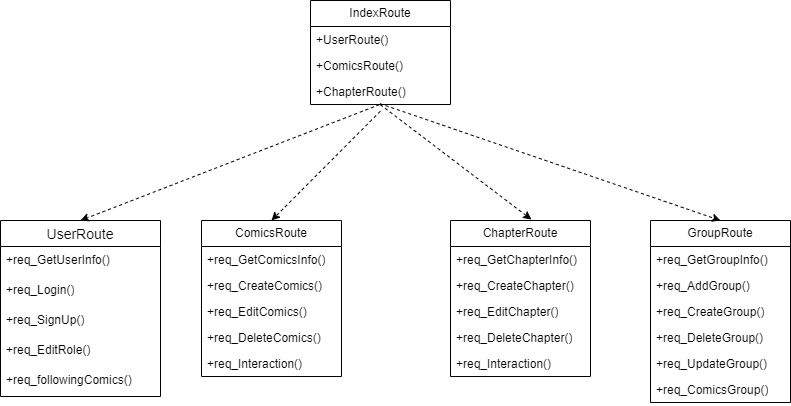 IndexRoute
+UserRoute()
+ComicsRoute()
+ChapterRoute()
UserRoute
+req_GetUserInfo()
+req_Login()
+req_SignUp()
+req_EditRole()
+req_followingComics()
ComicsRoute
+req_GetComicsInfo()
+req_CreateComics()
+req_EditComics()
+req_DeleteComics()
+req_Interaction()
ChapterRoute
+req_GetChapterInfo()
+req_CreateChapter()
+req_EditChapter()
+req_DeleteChapter()
+req_Interaction()
GroupRoute
+req_GetGroupInfo()
+req_AddGroup()
+req_CreateGroup()
+req_DeleteGroup()
+req_UpdateGroup()
+req_ComicsGroup()